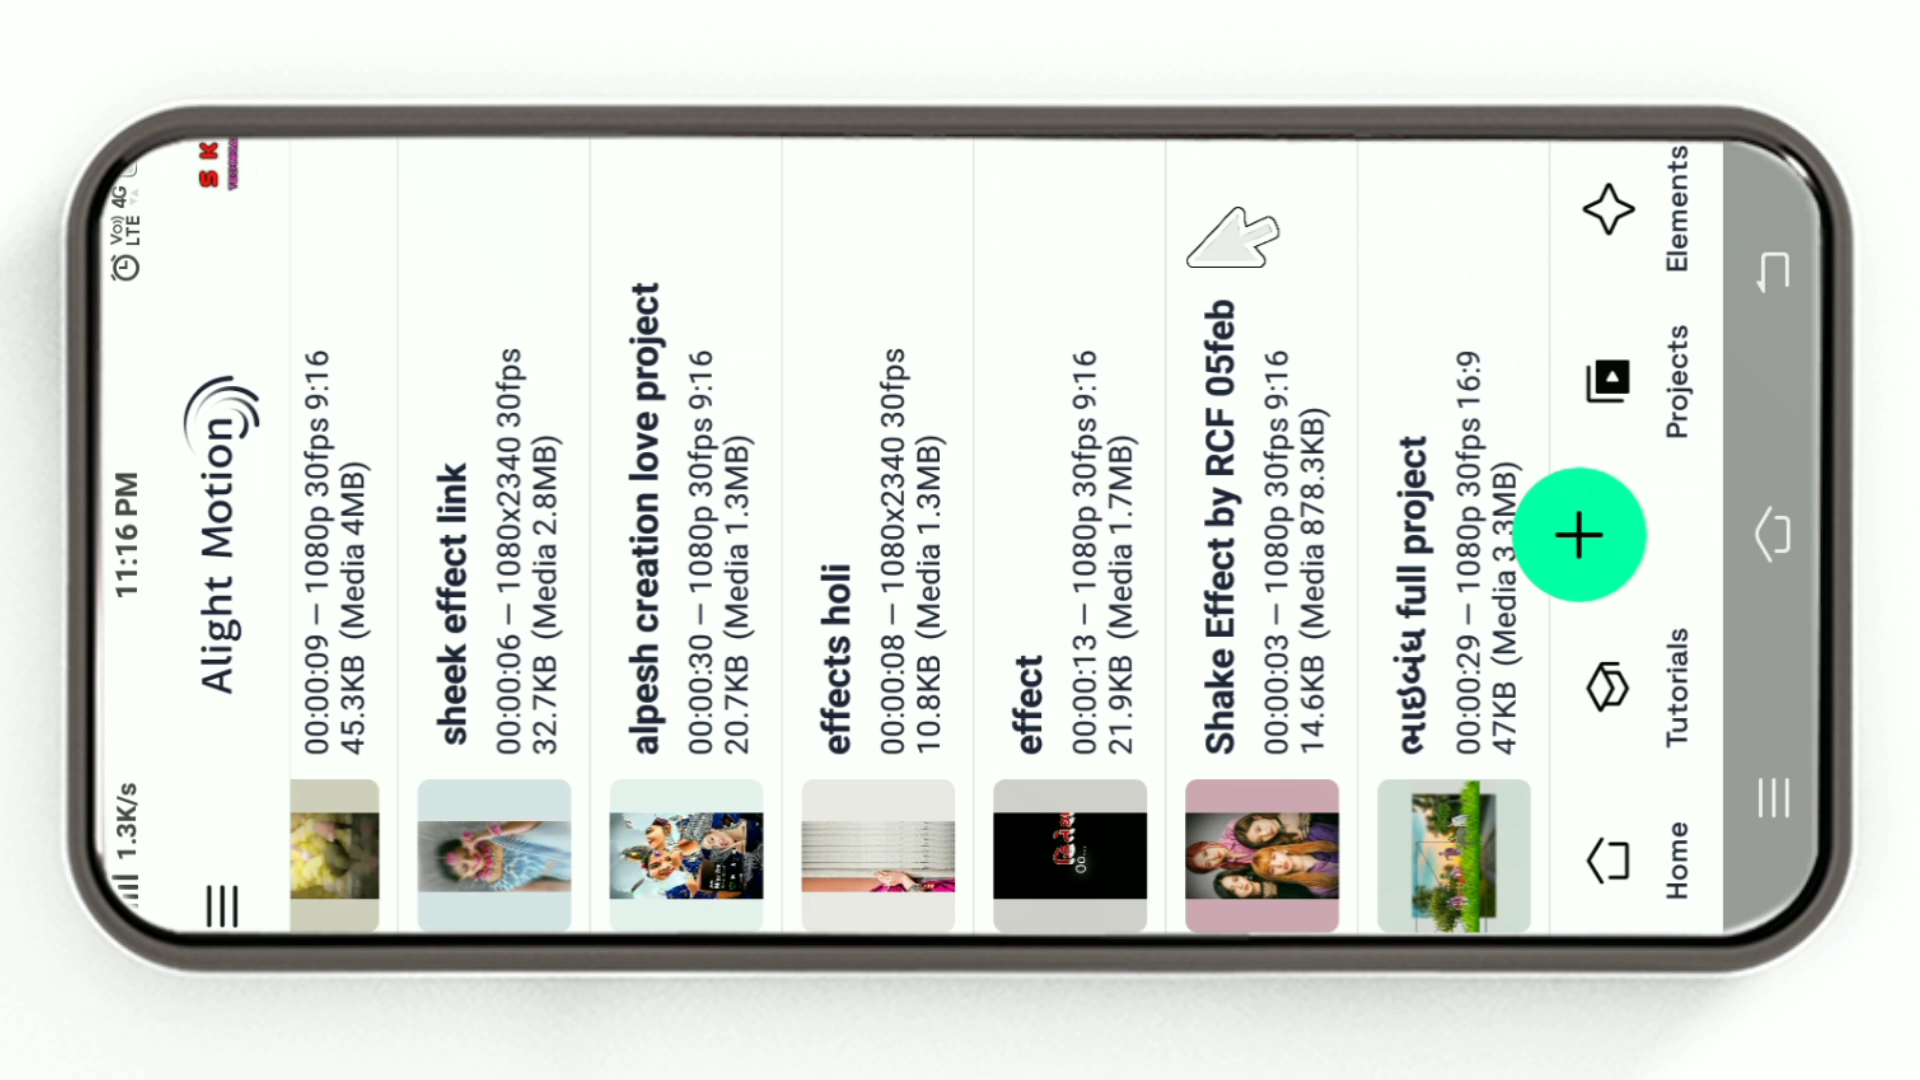 1.3K/s
11:16 PM
Vo)) 4G
LTE
Alight Motion
S K
00:00:09 — 1080p 30fps 9:16
45.3KB (Media 4MB)
sheek effect link
00:00:06 — 1080x2340 30fps
32.7KB (Media 2.8MB)
alpesh creation love project
00:00:30 — 1080p 30fps 9:16
20.7KB (Media 1.3MB)
effects holi
00:00:08 — 1080x2340 30fps
10.8KB (Media 1.3MB)
effect
00:00:13 — 1080p 30fps 9:16
21.9KB (Media 1.7MB)
Shake Effect by RCF 05feb
00:00:03 — 1080p 30fps 9:16
14.6KB (Media 878.3KB)
ભાઇબંધ full project
00:00:29 — 1080p 30fps 16:9
47KB (Media 3.3MB)
Home
Tutorials
Projects
Elements